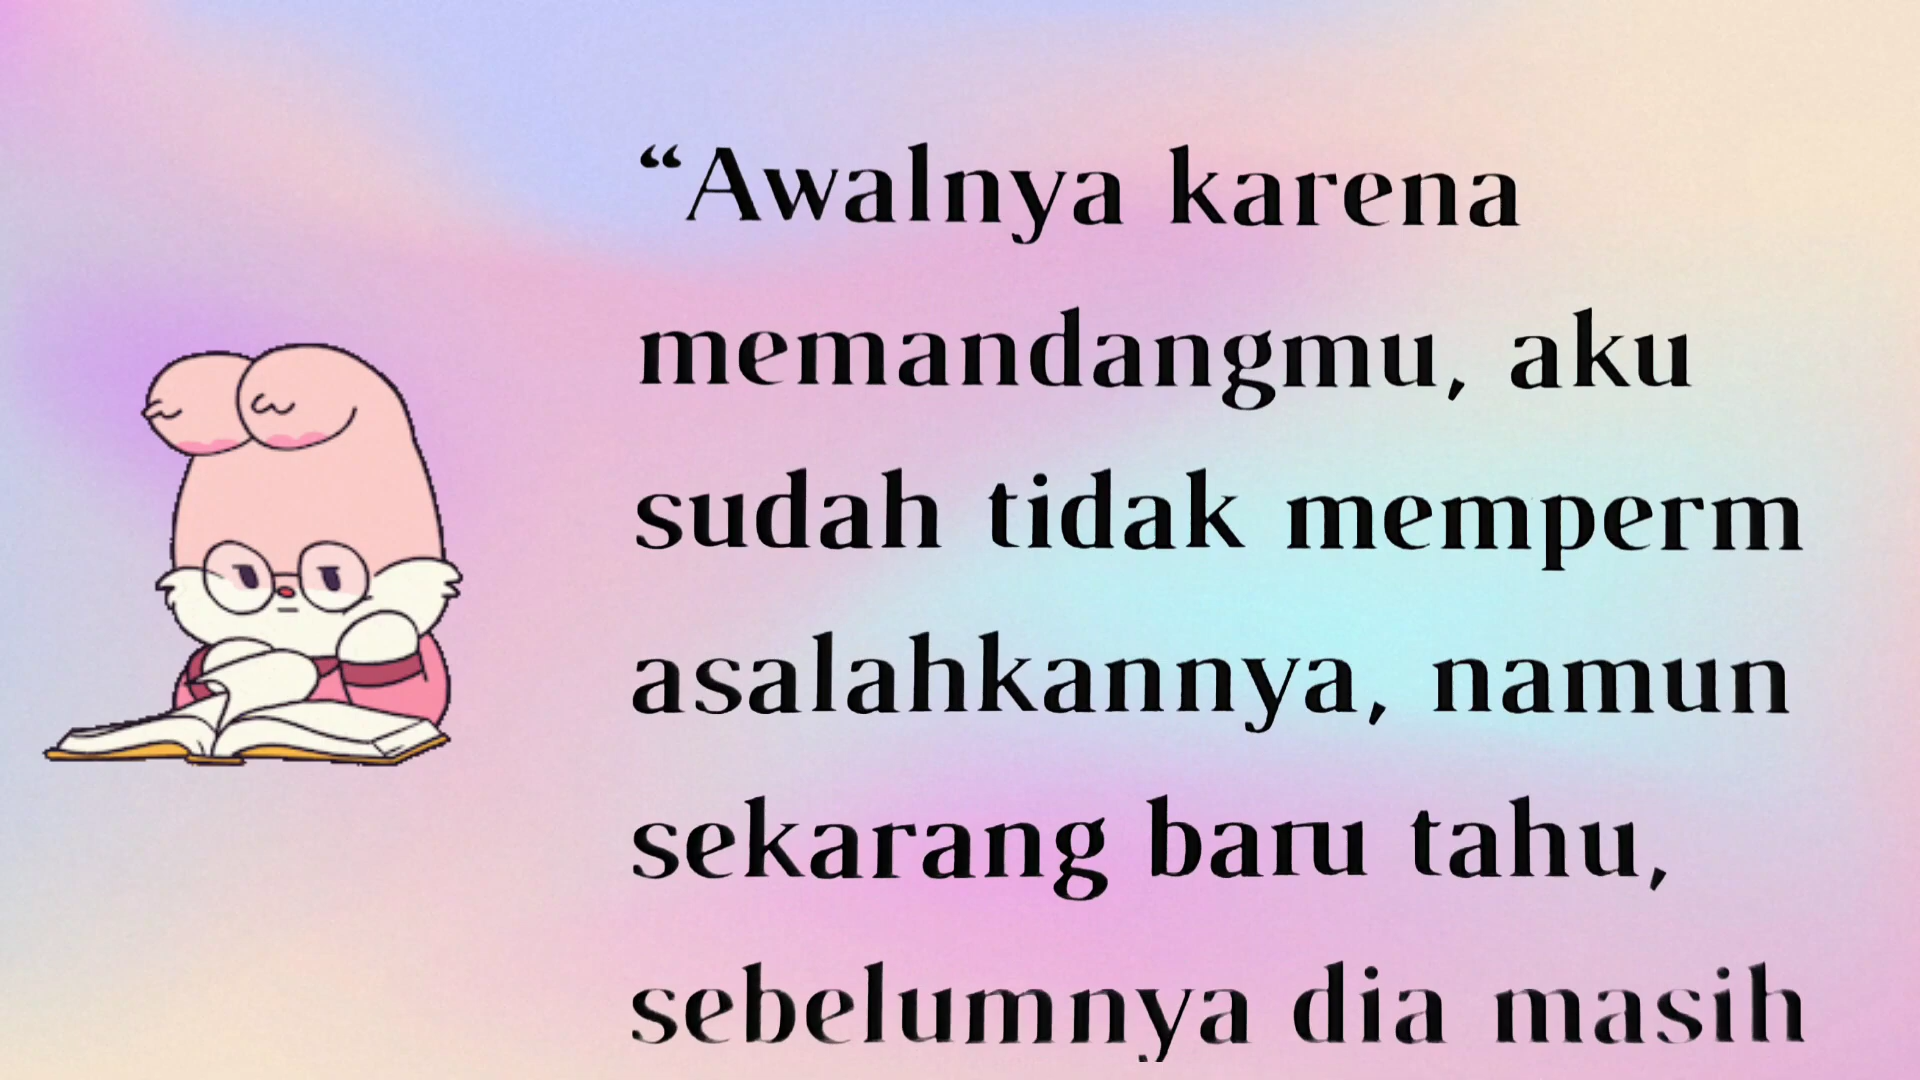 “Awalnya karena
memandangmu, aku
sudah tidak memperm
asalahkannya, namun
sekarang baru tahu,
sebelumnya dia masih